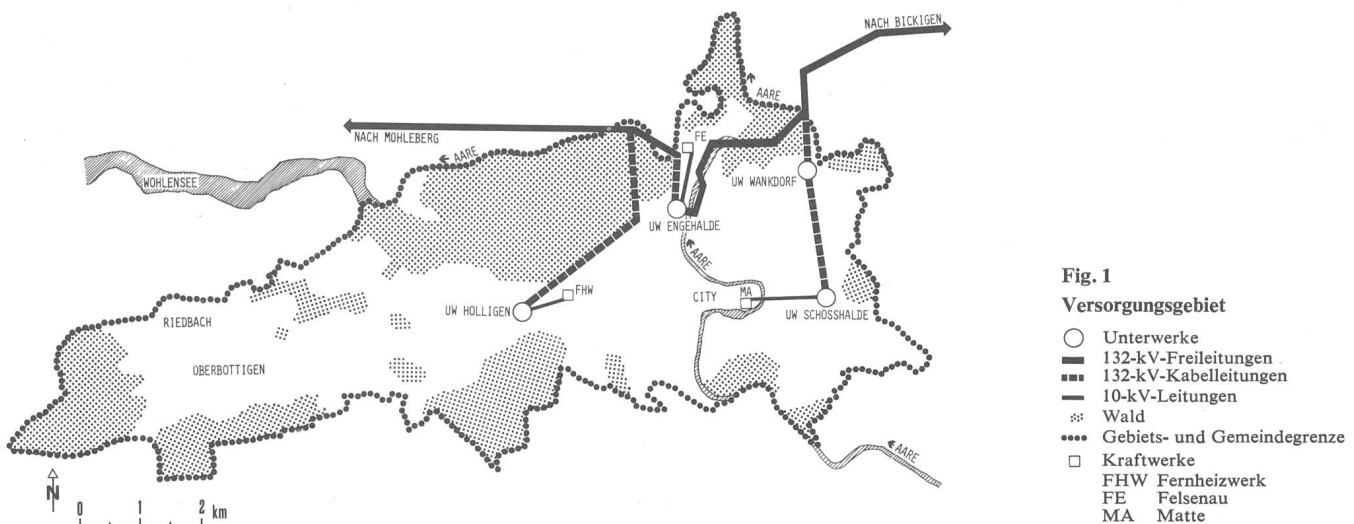 NACH BICKIGEN
AARE
FE
NACH MÜHLEBERG
AARE
WOHLENSEE
UW WANKDORF
UW ENGEHALDE
AARE
FHW
CITY
MA
UW HOLLIGEN
UW SCHOSSHALDE
RIEDBACH
OBERBOTTIGEN
AARE
N
0 1 2 km
Fig. 1
Versorgungsgebiet
Unterwerke
132-kV-Freileitungen
132-kV-Kabelleitungen
10-kV-Leitungen
Wald
Gebiets- und Gemeindegrenze
Kraftwerke
FHW Fernheizwerk
FE Felsenau
MA Matte